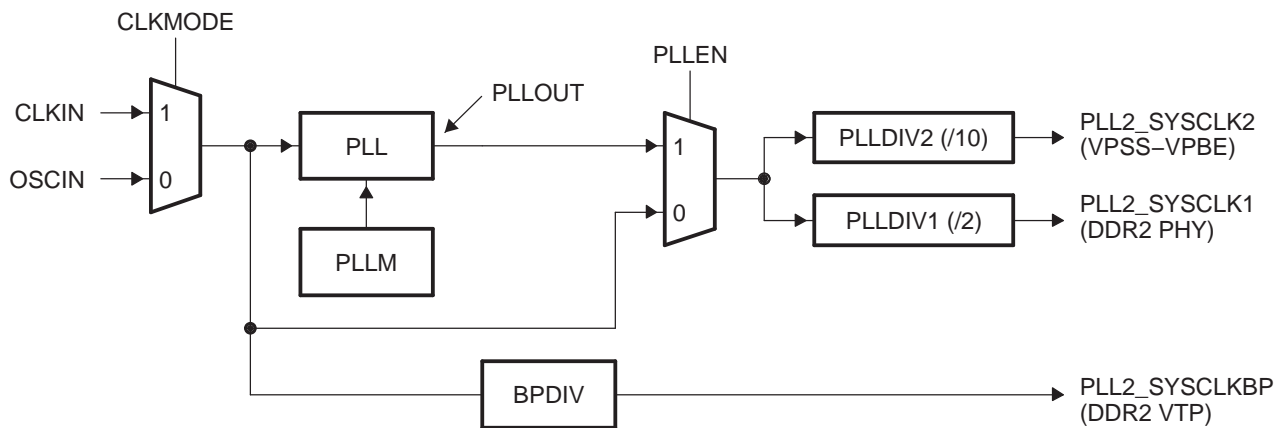 CLKMODE
CLKIN
OSCIN
1
0
PLL
PLLM
PLLOUT
PLLEN
1
0
PLLDIV2 (/10)
PLL2_SYSCLK2
(VPSS–VPBE)
PLLDIV1 (/2)
PLL2_SYSCLK1
(DDR2 PHY)
BPDIV
PLL2_SYSCLKBP
(DDR2 VTP)